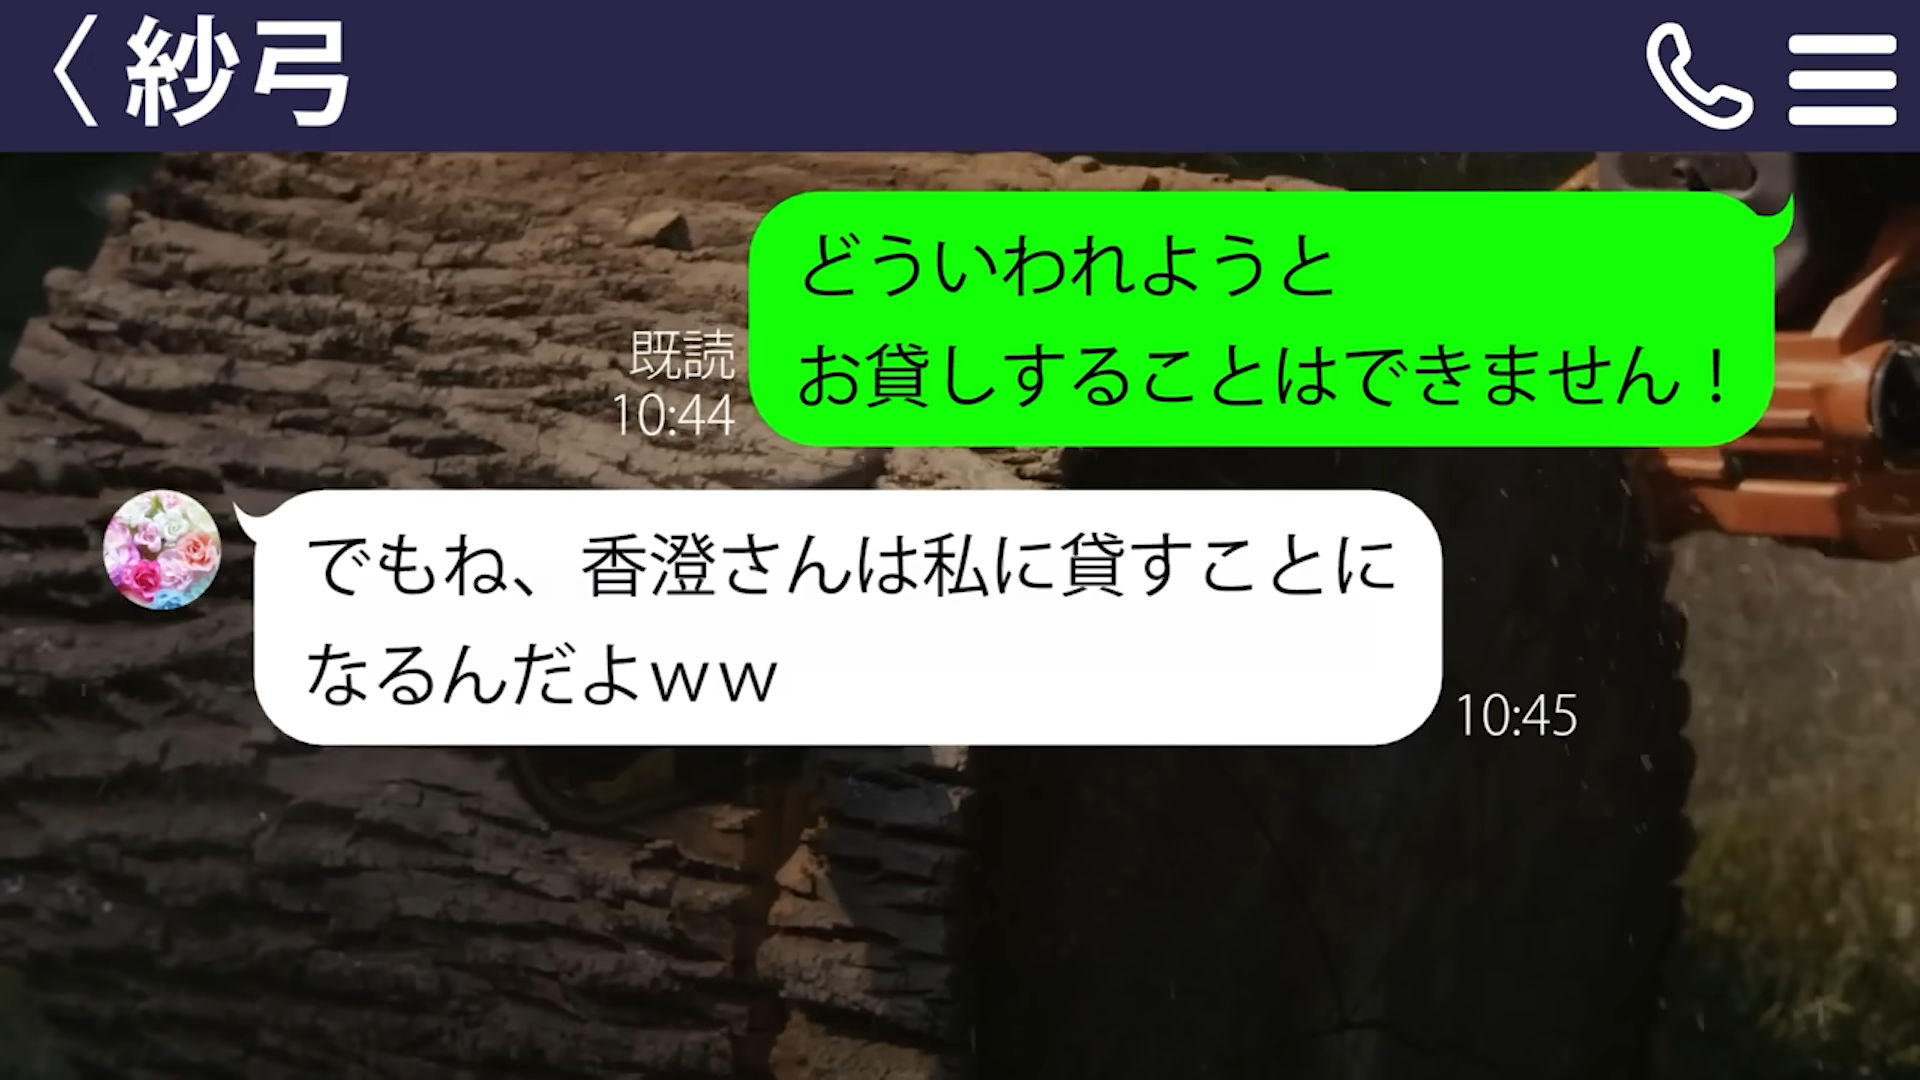 〈 紗弓
どういわれようと
お貸しすることはできません！
既読
10:44
でもね、香澄さんは私に貸すことに
なるんだよｗｗ
10:45